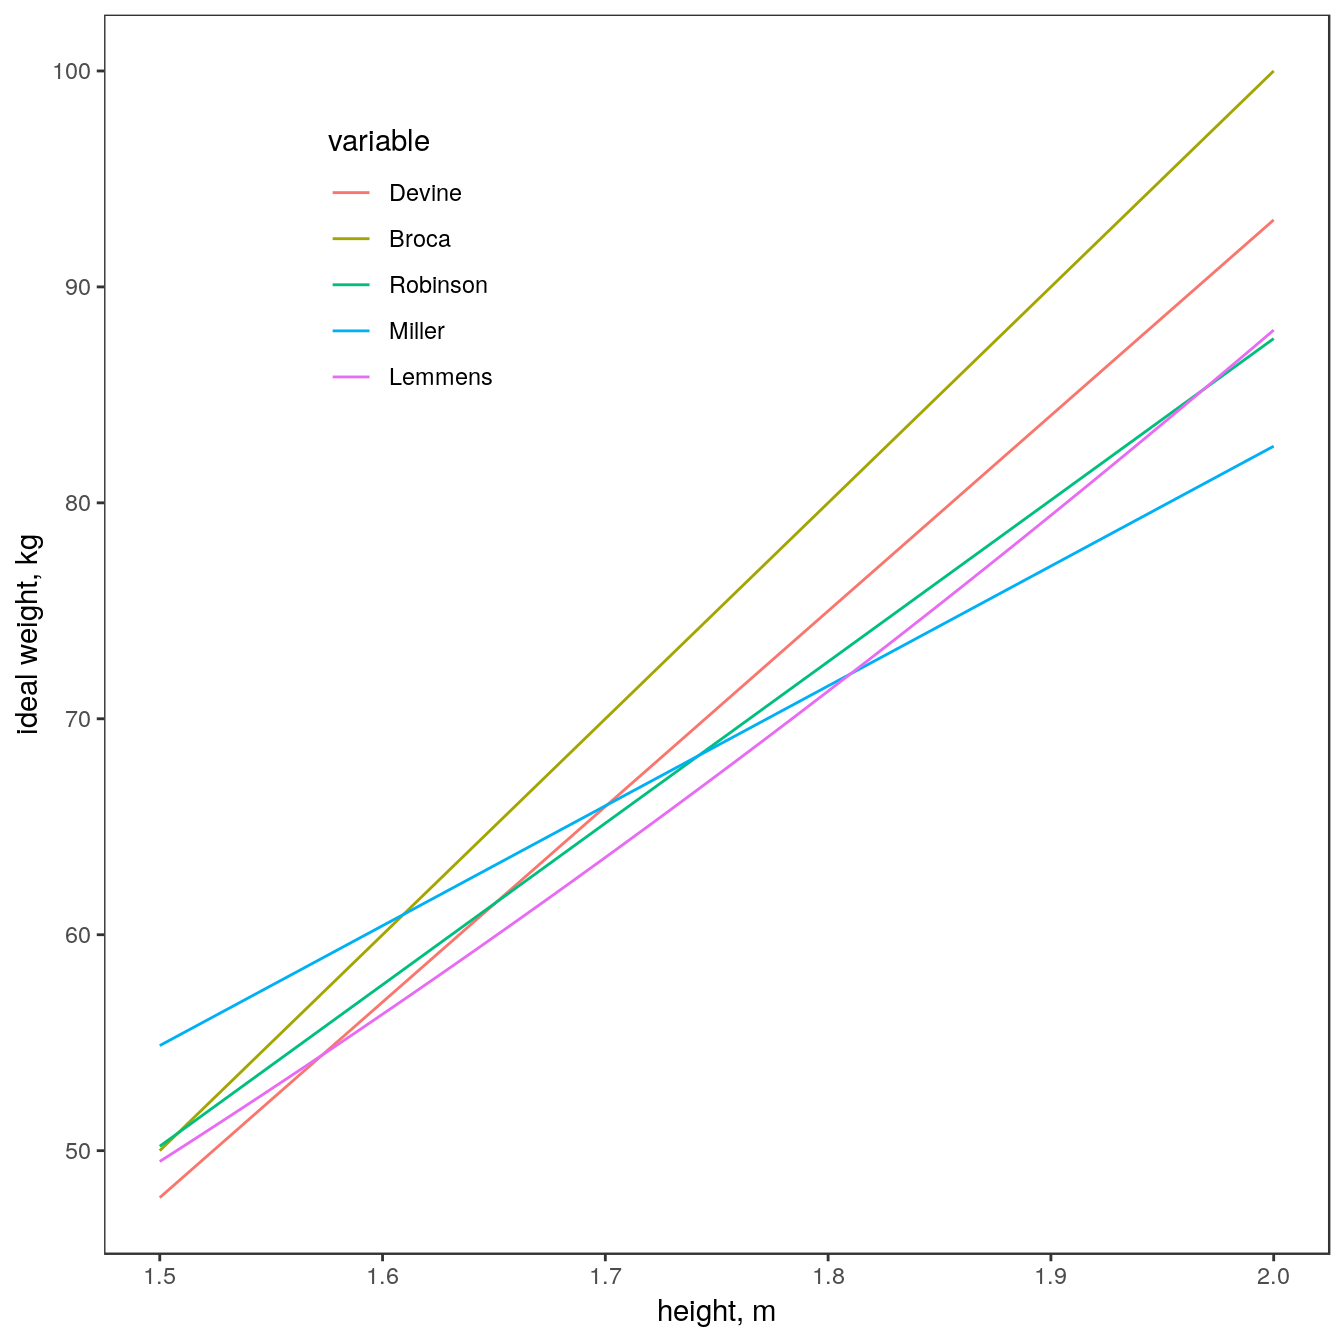 100
90
80
70
60
50
ideal weight, kg
variable
Devine
Broca
Robinson
Miller
Lemmens
1.5 1.6 1.7 1.8 1.9 2.0
height, m